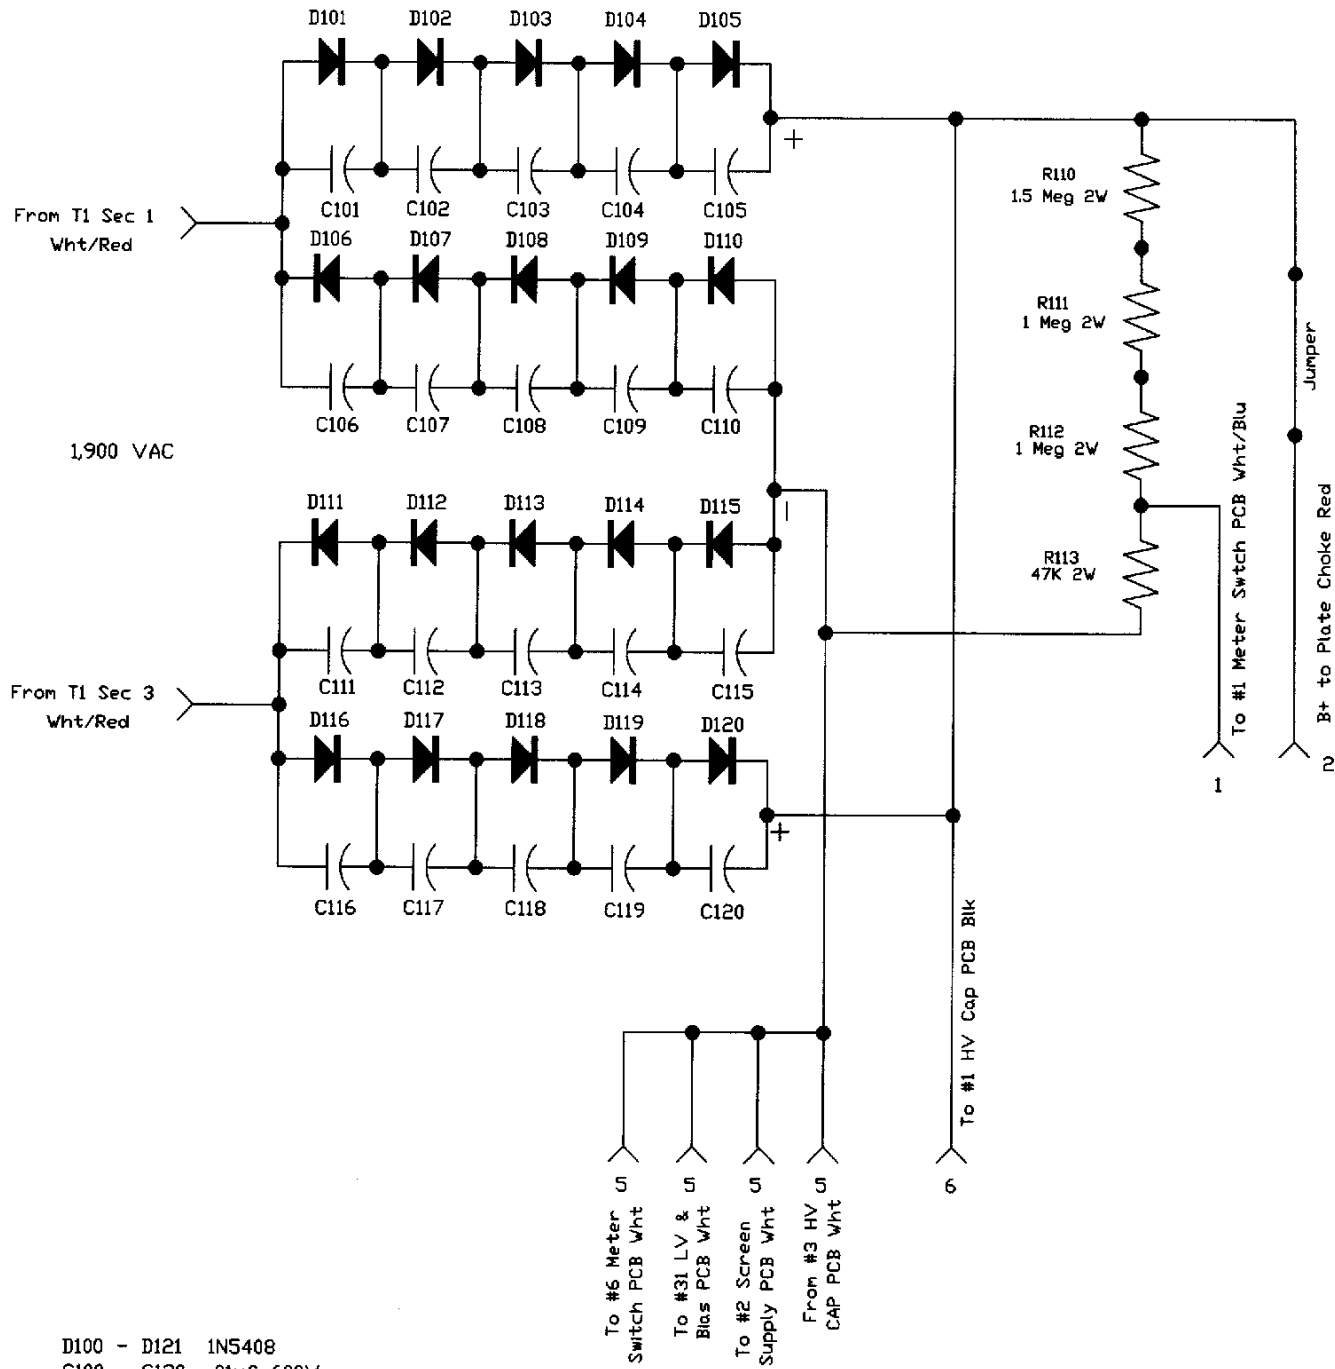 D101 D102 D103 D104 D105
+
C101 C102 C103 C104 C105
R110
1.5 Meg 2W
From T1 Sec 1
Wht/Red
D106 D107 D108 D109 D110
R111
1 Meg 2W
Jumper
C106 C107 C108 C109 C110
R112
1 Meg 2W
1,900 VAC
D111 D112 D113 D114 D115
-
R113
47K 2W
To #1 Meter Swtch PCB Wht/Blu
B+ to Plate Choke Red
C111 C112 C113 C114 C115
From T1 Sec 3
Wht/Red
D116 D117 D118 D119 D120
1
2
+
C116 C117 C118 C119 C120
To #1 HV Cap PCB Blk
5 5 5 5 6
To #6 Meter
Switch PCB Wht
To #31 LV &
Bias PCB Wht
To #2 Screen
Supply PCB Wht
From #3 HV
CAP PCB Wht
D100 - D121 1N5408